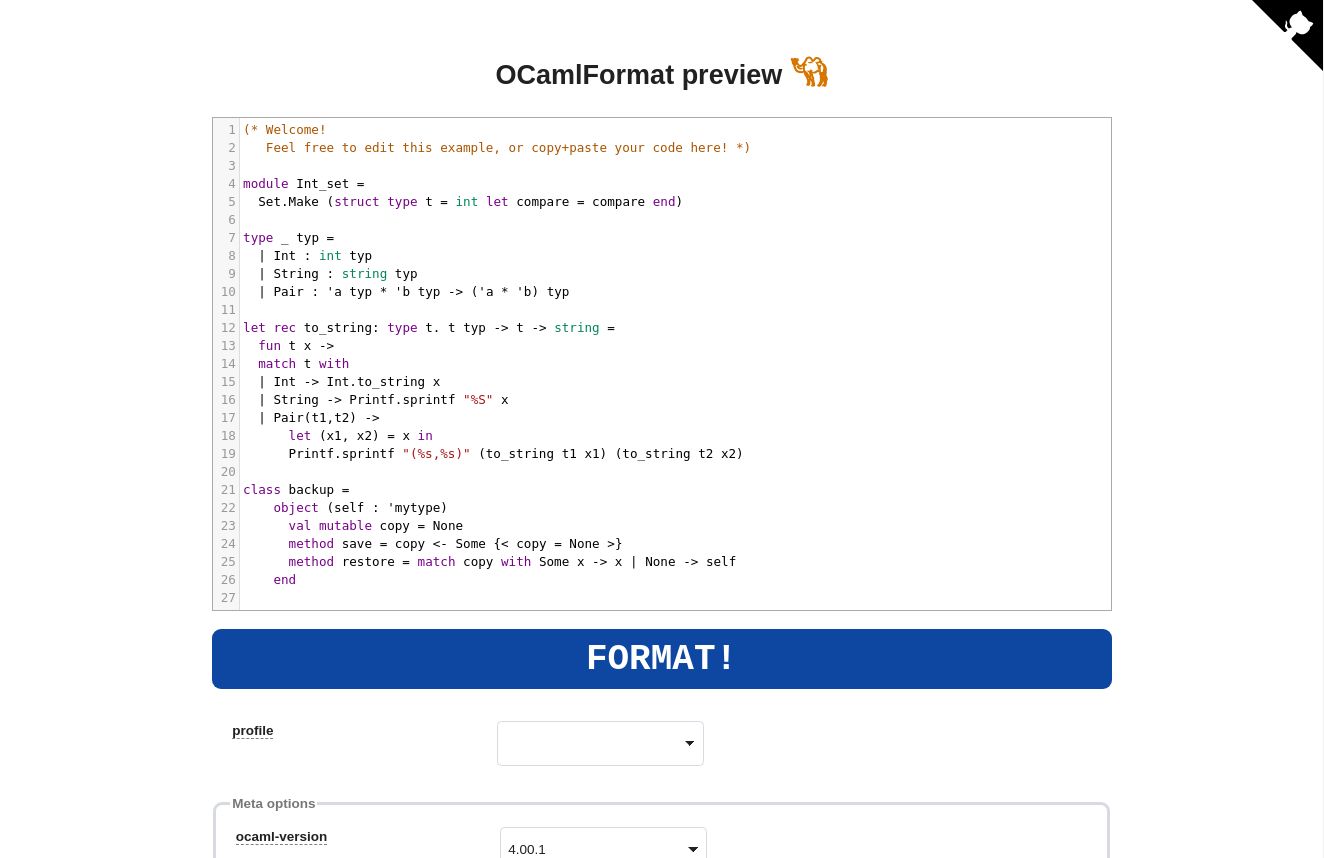 OCamlFormat preview 🐫
1 (* Welcome!
2    Feel free to edit this example, or copy+paste your code here! *)
3
4 module Int_set =
5   Set.Make (struct type t = int let compare = compare end)
6
7 type _ typ =
8   | Int : int typ
9   | String : string typ
10   | Pair : 'a typ * 'b typ -> ('a * 'b) typ
11
12 let rec to_string: type t. t typ -> t -> string =
13   fun t x ->
14   match t with
15   | Int -> Int.to_string x
16   | String -> Printf.sprintf "%S" x
17   | Pair(t1,t2) ->
18       let (x1, x2) = x in
19       Printf.sprintf "(%s,%s)" (to_string t1 x1) (to_string t2 x2)
20
21 class backup =
22     object (self : 'mytype)
23       val mutable copy = None
24       method save = copy <- Some {< copy = None >}
25       method restore = match copy with Some x -> x | None -> self
26     end
27
FORMAT!
profile
Meta options
ocaml-version
4.00.1